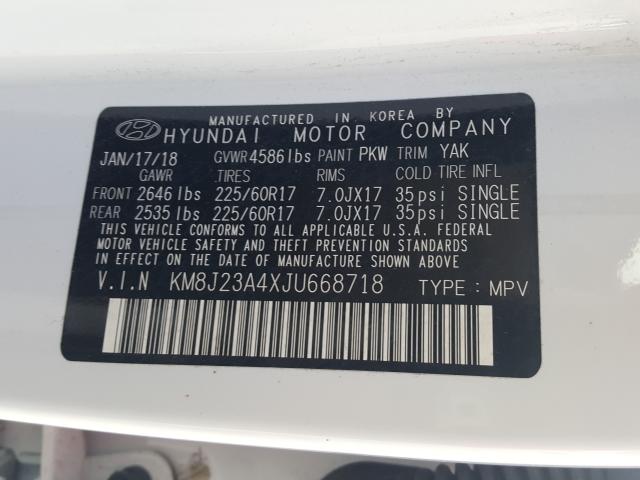 MANUFACTURED IN KOREA BY
HYUNDAI MOTOR COMPANY
JAN/17/18 GVWR4586lbs PAINT PKW TRIM YAK
GAWR TIRES RIMS COLD TIRE INFL
FRONT 2646lbs 225/60R17 7.0JX17 35psi SINGLE
REAR 2535lbs 225/60R17 7.0JX17 35psi SINGLE
THIS VEHICLE CONFORMS TO ALL APPLICABLE U.S.A. FEDERAL
MOTOR VEHICLE SAFETY AND THEFT PREVENTION STANDARDS
IN EFFECT ON THE DATE OF MANUFACTURE SHOWN ABOVE
V.I.N KM8J23A4XJU668718 TYPE : MPV